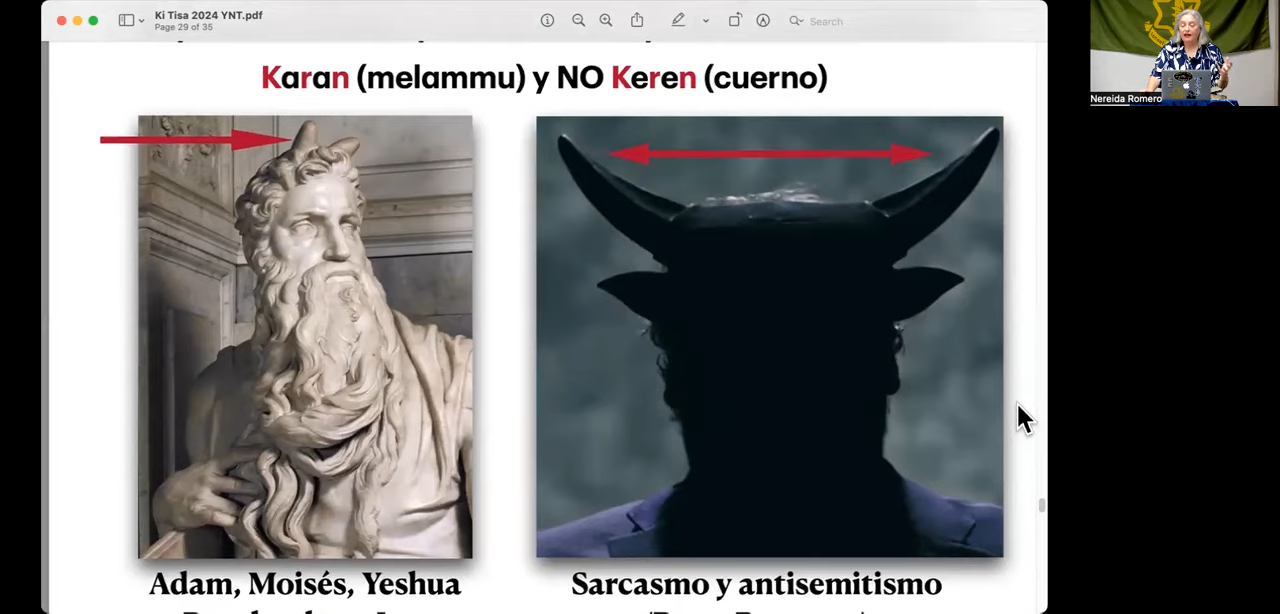 Ki Tisa 2024 YNT.pdf
Page 29 of 35
Search
Karan (melammu) y NO Keren (cuerno)
Adam, Moisés, Yeshua
Sarcasmo y antisemitismo
Nereida Romero